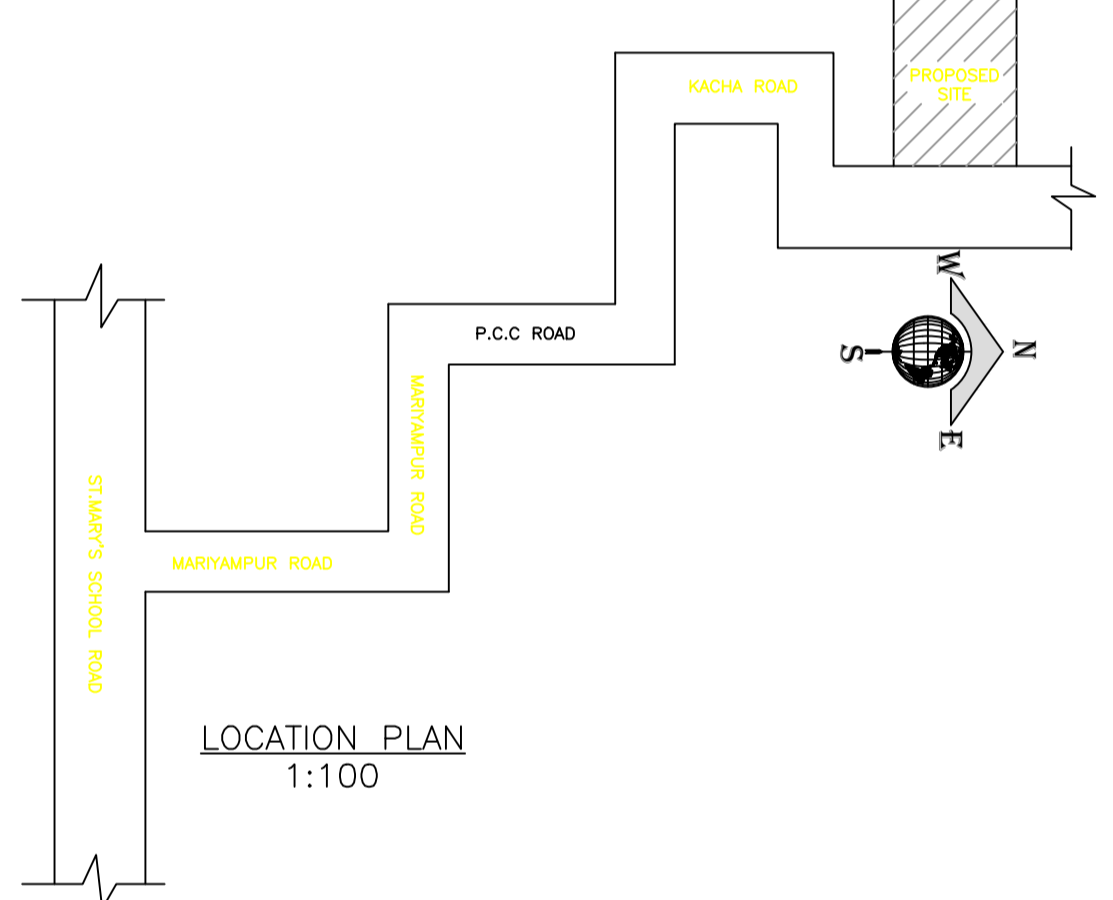 KACHA ROAD
PROPOSED
SITE
W
P.C.C ROAD
S
N
MARIYAMPUR ROAD
E
ST.MARY'S SCHOOL ROAD
MARIYAMPUR ROAD
LOCATION PLAN
1:100